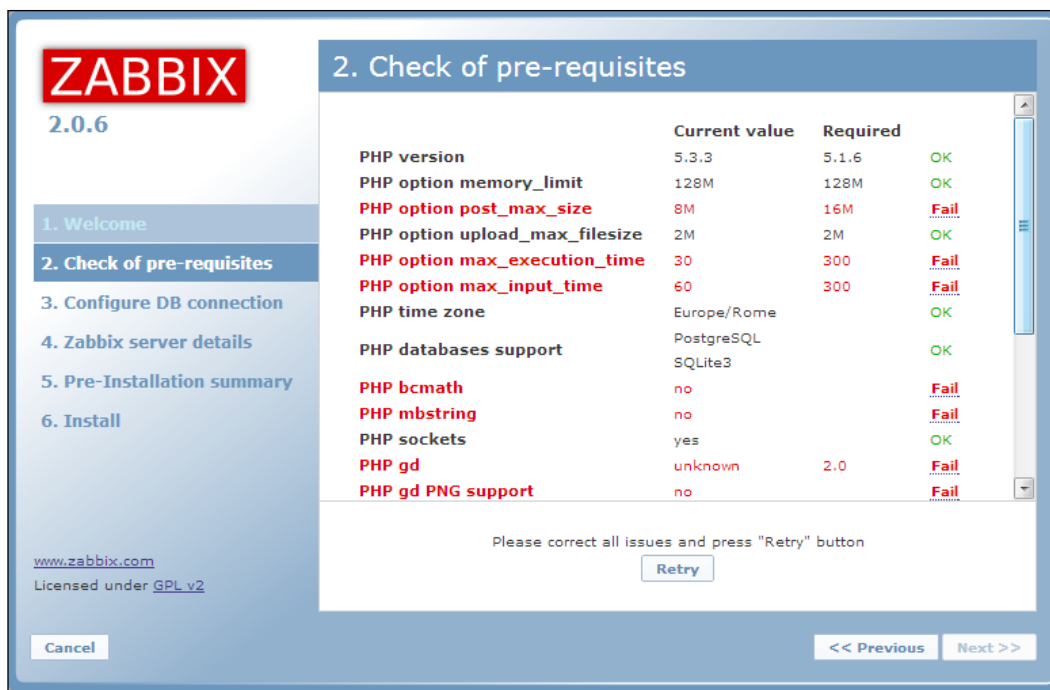 ZABBIX
2.0.6
1. Welcome
2. Check of pre-requisites
3. Configure DB connection
4. Zabbix server details
5. Pre-Installation summary
6. Install
www.zabbix.com
Licensed under GPL v2
2. Check of pre-requisites
Current value Required
PHP version 5.3.3 5.1.6 OK
PHP option memory_limit 128M 128M OK
PHP option post_max_size 8M 16M Fail
PHP option upload_max_filesize 2M 2M OK
PHP option max_execution_time 30 300 Fail
PHP option max_input_time 60 300 Fail
PHP time zone Europe/Rome OK
PHP databases support PostgreSQL SQLite3 OK
PHP bcmath no Fail
PHP mbstring no Fail
PHP sockets yes OK
PHP gd unknown 2.0 Fail
PHP gd PNG support no Fail
Please correct all issues and press "Retry" button
Retry
Cancel
<< Previous
Next >>